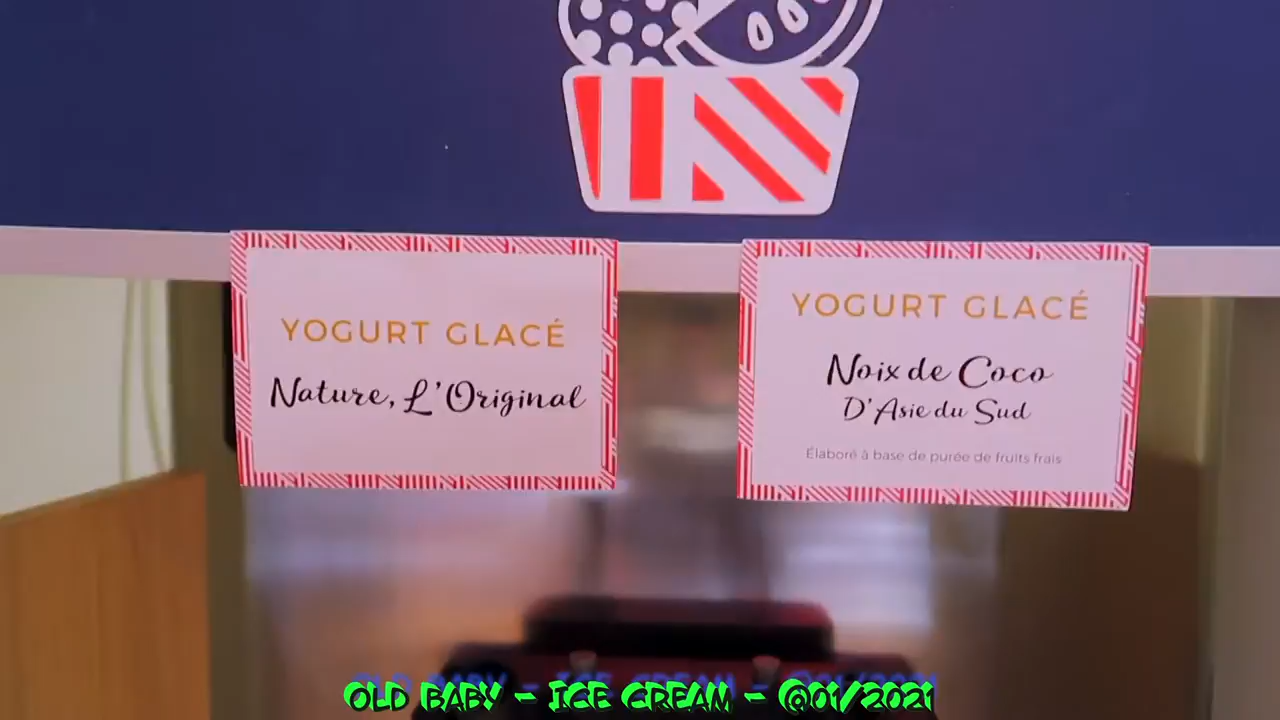 YOGURT GLACÉ
Nature, L'Original
YOGURT GLACÉ
Noix de Coco
D'Asie du Sud
Élaboré à base de purée de fruits frais
OLD BABY - ICE CREAM - @01/2021